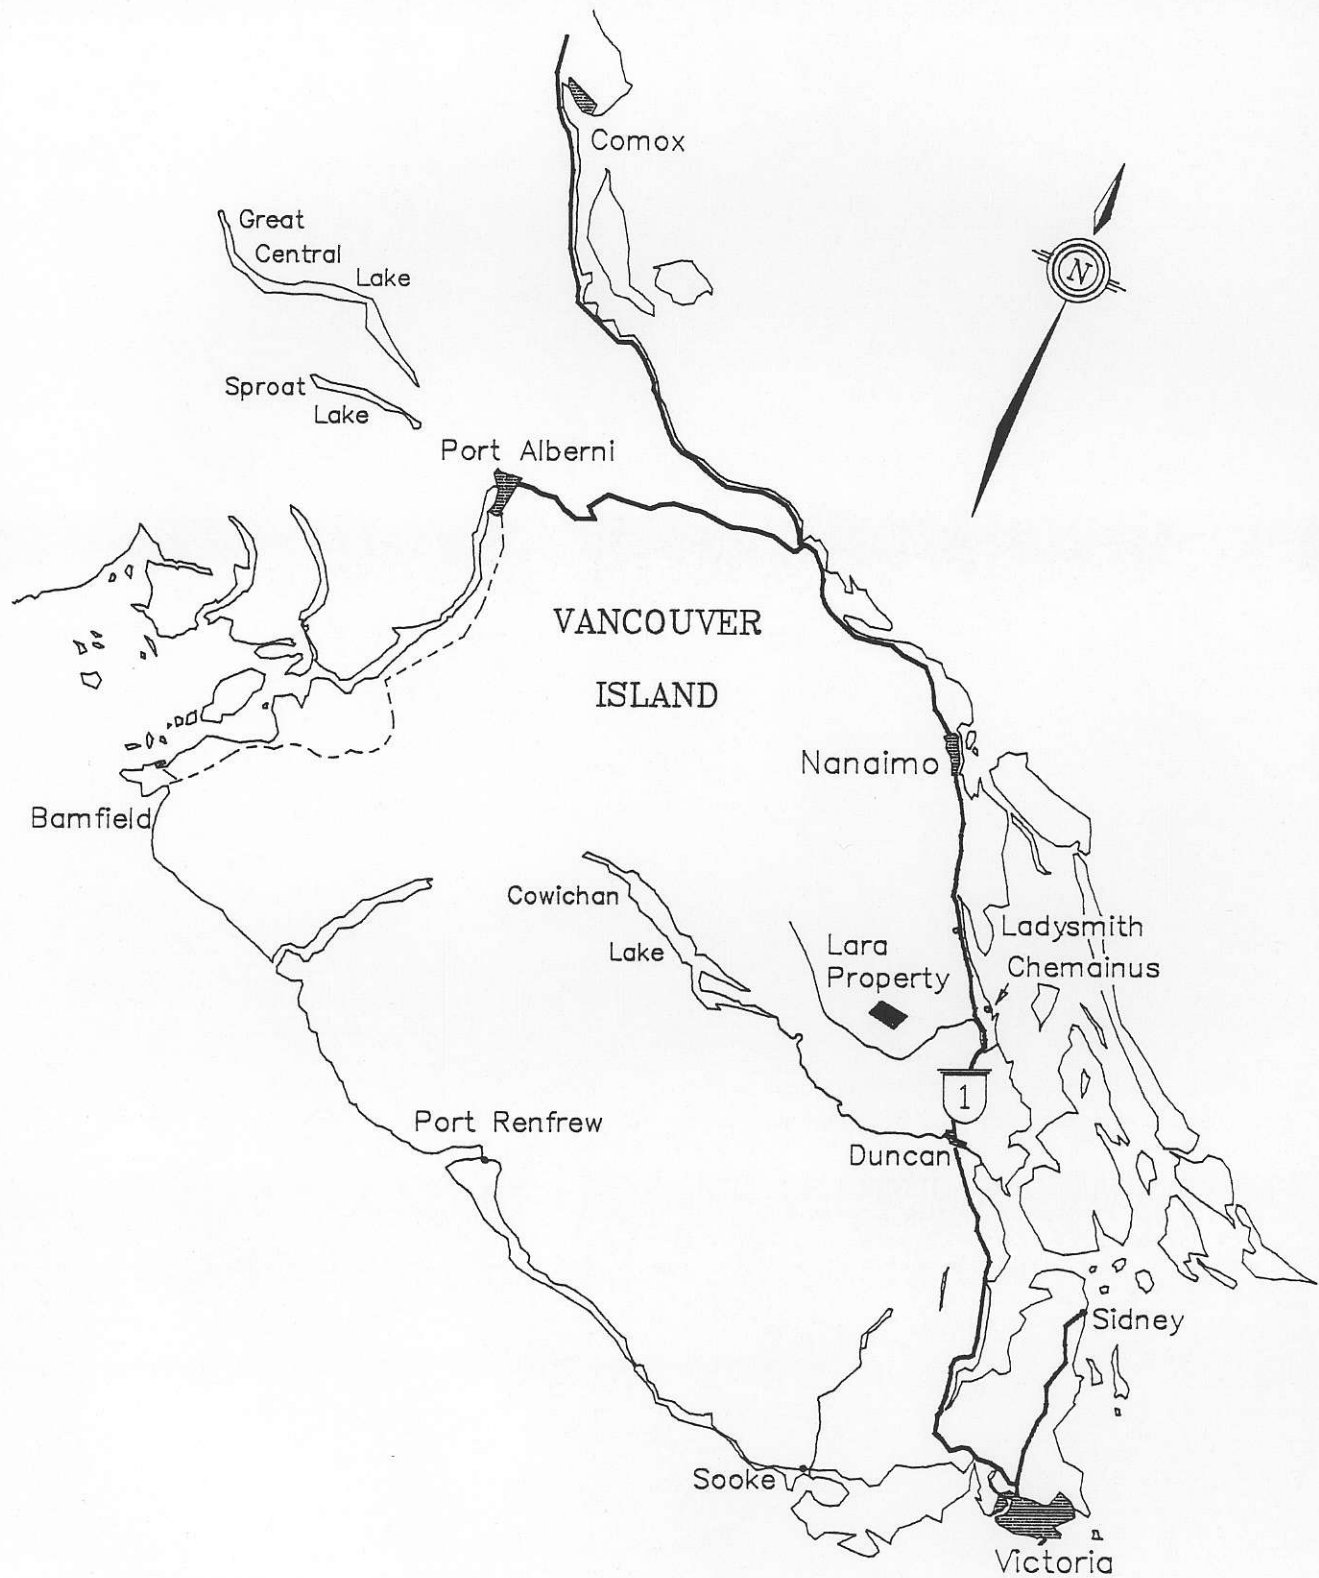 Comox
Great
Central
Lake
N
Sproat
Lake
Port Alberni
VANCOUVER
ISLAND
Nanaimo
Bamfield
Cowichan
Lake
Lara
Property
Ladysmith
Chemainus
1
Port Renfrew
Duncan
Sidney
Sooke
Victoria